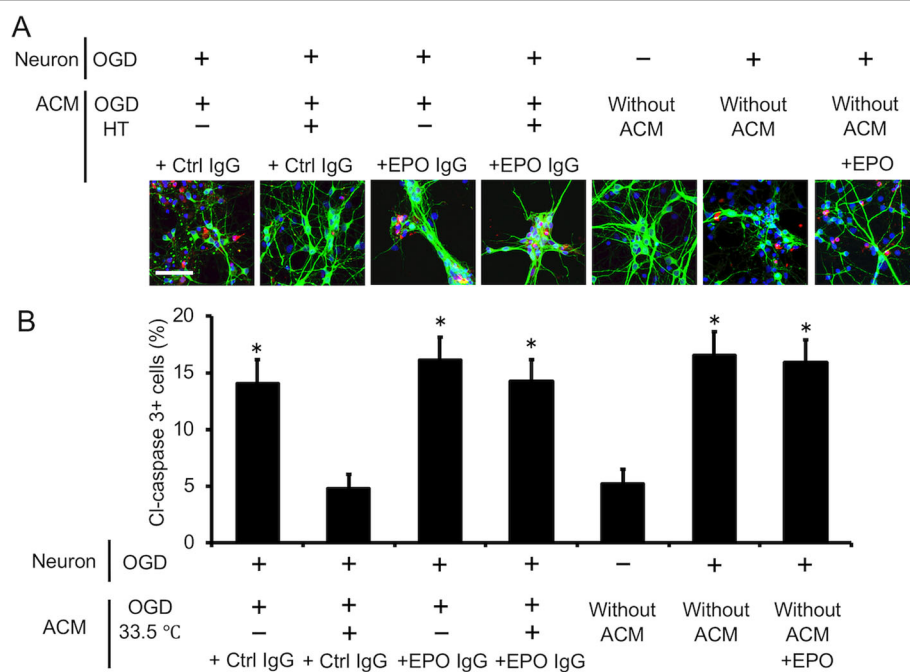 A
Neuron OGD + + + + − + +
ACM OGD + + + + Without Without Without
HT − + − + ACM ACM ACM
+ Ctrl IgG + Ctrl IgG +EPO IgG +EPO IgG +EPO
B
Cl-caspase 3+ cells (%)
20
15
10
5
0
* * * * *
Neuron OGD + + + + − + +
ACM OGD + + + + Without Without Without
33.5 ℃ − + − + ACM ACM ACM
+ Ctrl IgG + Ctrl IgG +EPO IgG +EPO IgG +EPO